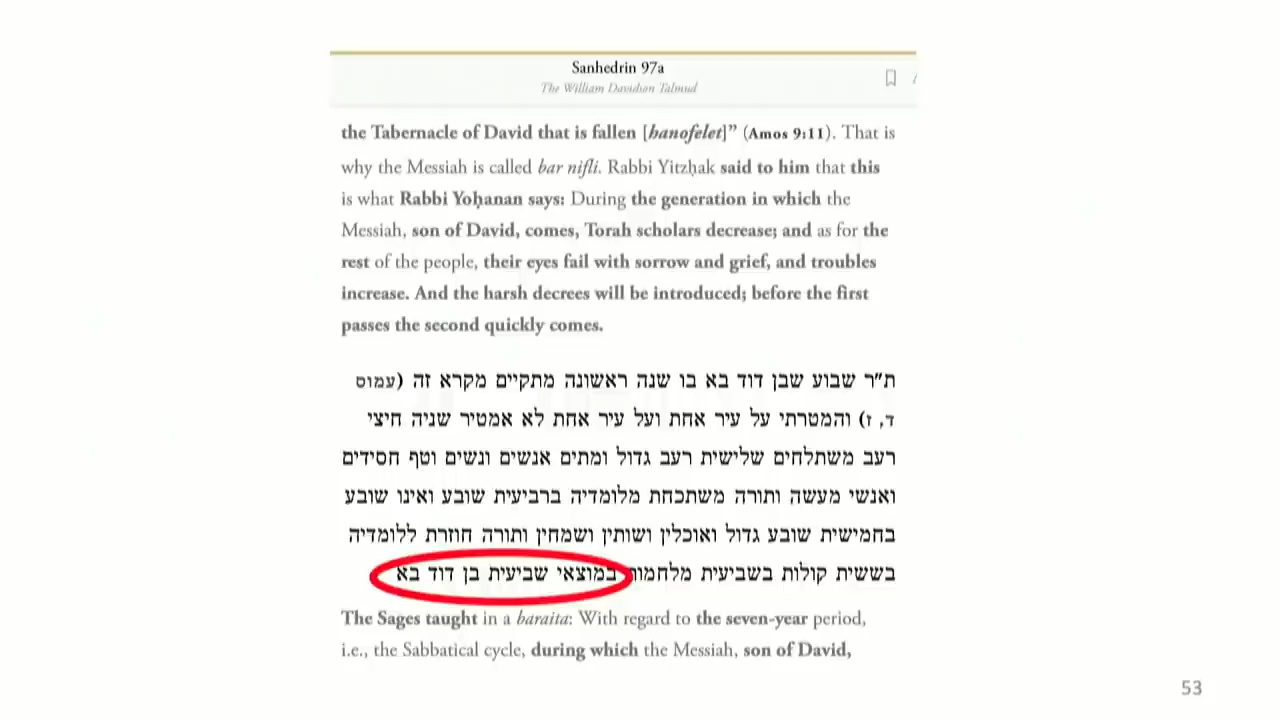 Sanhedrin 97a
The William Davidson Talmud
the Tabernacle of David that is fallen [hanofelet]” (Amos 9:11). That is
why the Messiah is called bar nifli. Rabbi Yitzḥak said to him that this
is what Rabbi Yoḥanan says: During the generation in which the
Messiah, son of David, comes, Torah scholars decrease; and as for the
rest of the people, their eyes fail with sorrow and grief, and troubles
increase. And the harsh decrees will be introduced; before the first
passes the second quickly comes.
ת"ר שבוע שבן דוד בא בו שנה ראשונה מתקיים מקרא זה (עמוס
ד, ז) והמטרתי על עיר אחת ועל עיר אחת לא אמטיר שניה חיצי
רעב משתלחים שלישית רעב גדול ומתים אנשים ונשים וטף חסידים
ואנשי מעשה ותורה משתכחת מלומדיה ברביעית שובע ואינו שובע
בחמישית שובע גדול ואוכלין ושותין ושמחין ותורה חוזרת ללומדיה
בששית קולות בשביעית מלחמות במוצאי שביעית בן דוד בא
The Sages taught in a baraita: With regard to the seven-year period,
i.e., the Sabbatical cycle, during which the Messiah, son of David,
53